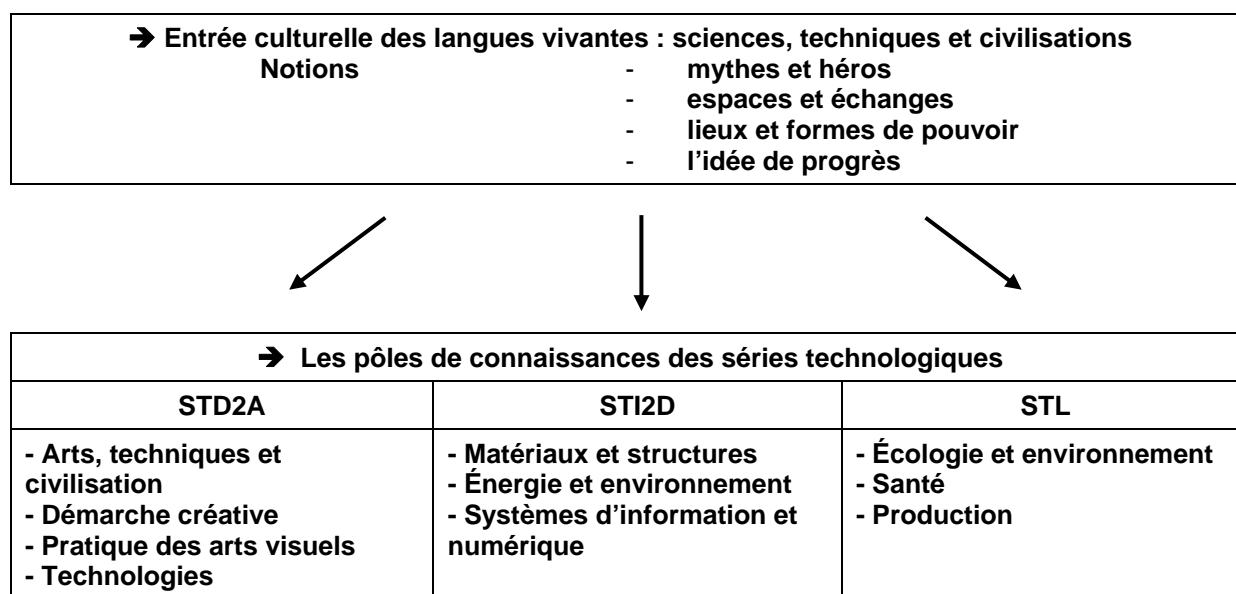 ➔ Entrée culturelle des langues vivantes : sciences, techniques et civilisations
Notions - mythes et héros
- espaces et échanges
- lieux et formes de pouvoir
- l’idée de progrès
➔ Les pôles de connaissances des séries technologiques
STD2A STI2D STL
- Arts, techniques et
civilisation
- Démarche créative
- Pratique des arts visuels
- Technologies
- Matériaux et structures
- Énergie et environnement
- Systèmes d’information et
numérique
- Écologie et environnement
- Santé
- Production